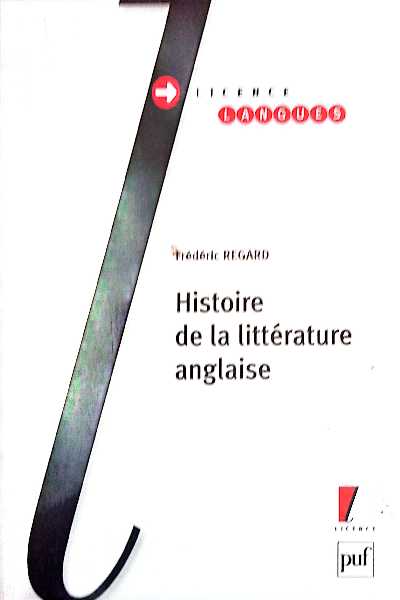 LICENCE
LANGUES
Frédéric REGARD
Histoire
de la littérature
anglaise
LICENCE
puf